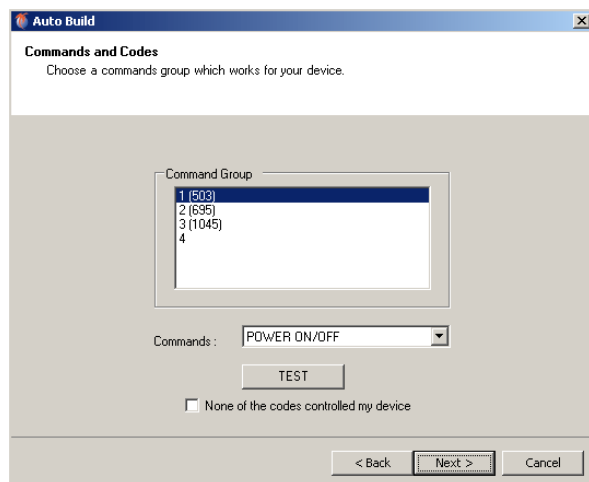 Auto Build
Commands and Codes
Choose a commands group which works for your device.
Command Group
1 (503)
2 (695)
3 (1045)
4
Commands : POWER ON/OFF
TEST
None of the codes controlled my device
< Back Next > Cancel